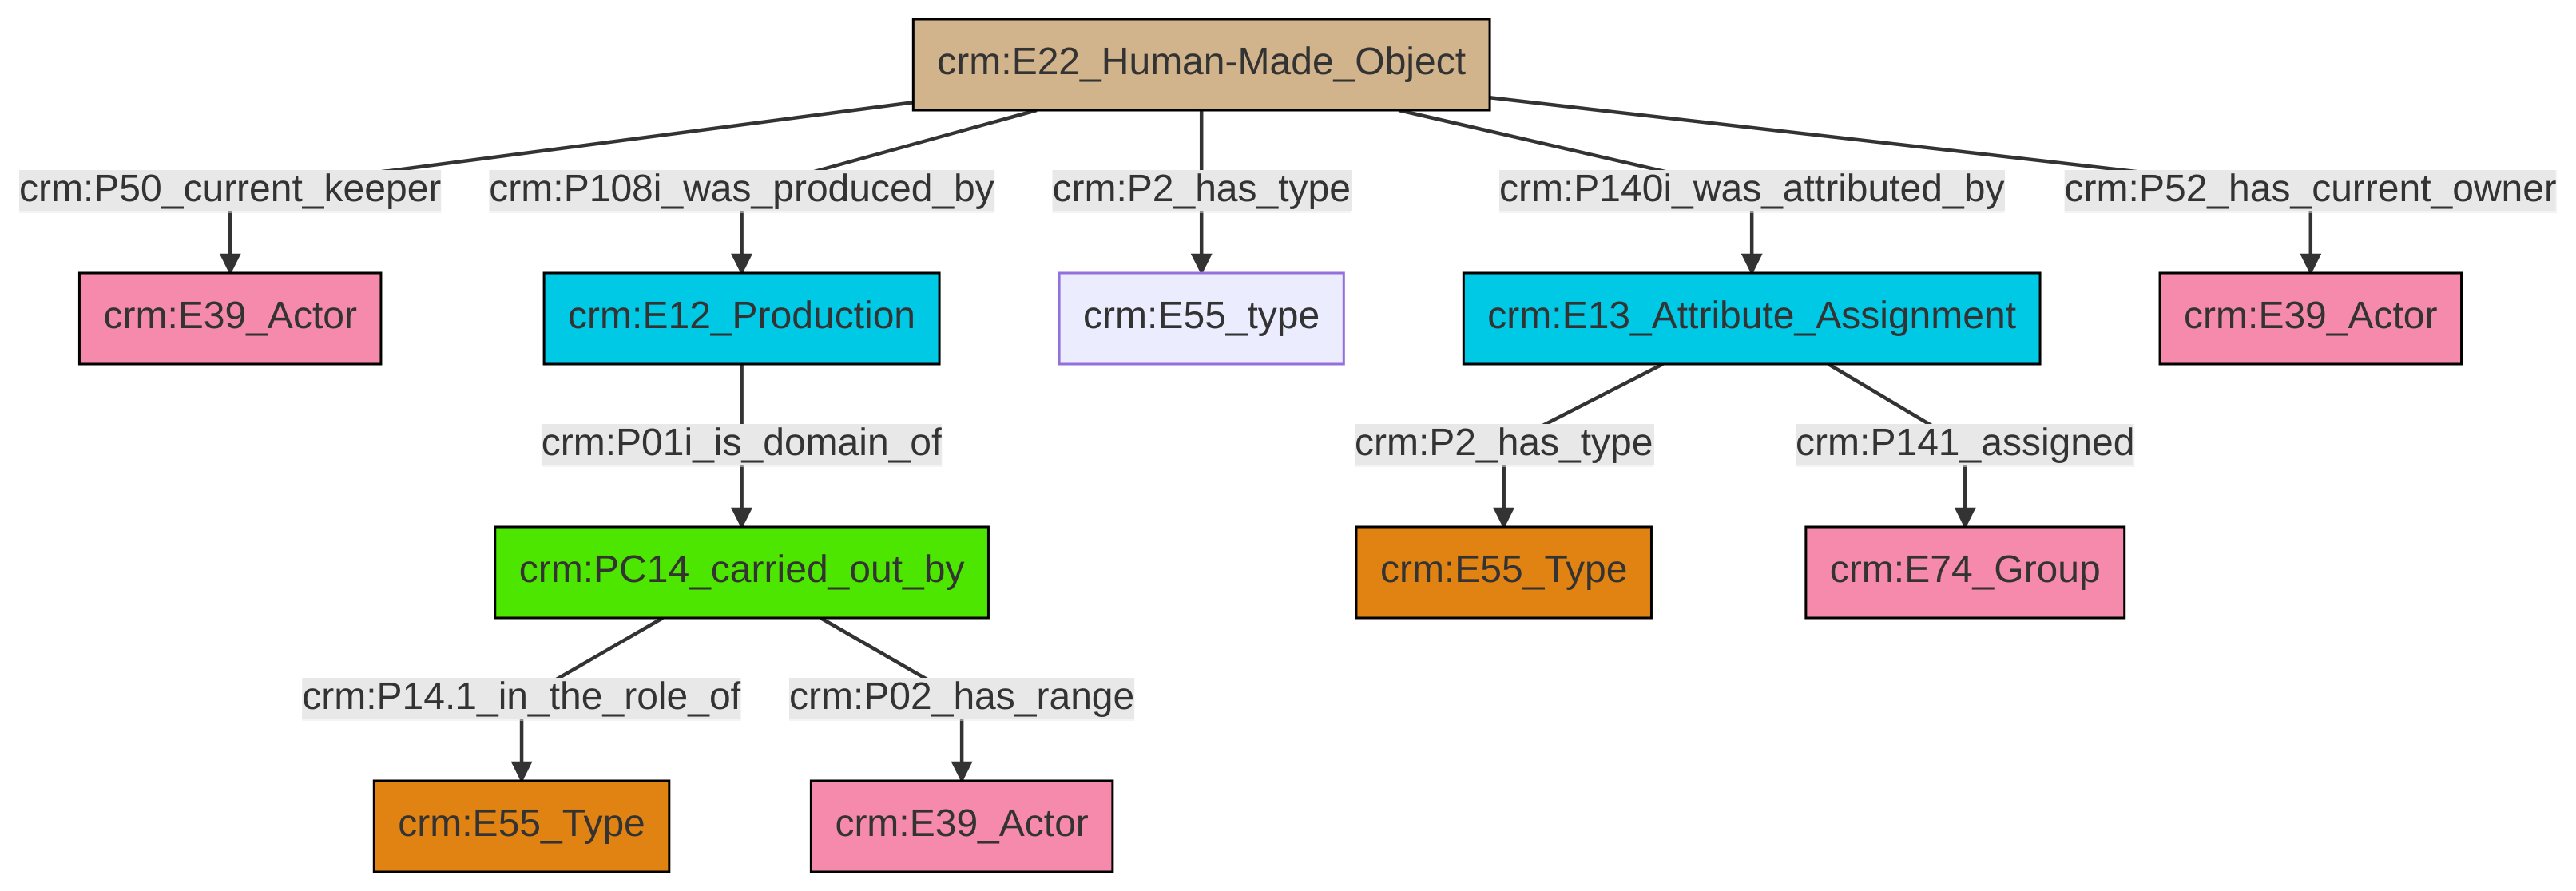 crm:E22_Human-Made_Object
crm:P50_current_keeper
crm:P108i_was_produced_by
crm:P2_has_type
crm:P140i_was_attributed_by
crm:P52_has_current_owner
crm:E39_Actor
crm:E12_Production
crm:E55_type
crm:E13_Attribute_Assignment
crm:E39_Actor
crm:P01i_is_domain_of
crm:P2_has_type
crm:P141_assigned
crm:PC14_carried_out_by
crm:E55_Type
crm:E74_Group
crm:P14.1_in_the_role_of
crm:P02_has_range
crm:E55_Type
crm:E39_Actor